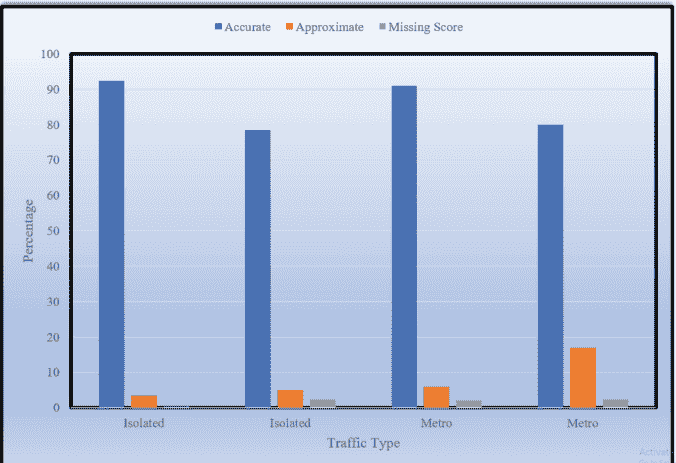 Accurate Approximate Missing Score
100
90
80
70
60
50
40
30
20
10
0
Percentage
Isolated Isolated Metro Metro
Traffic Type
Activat